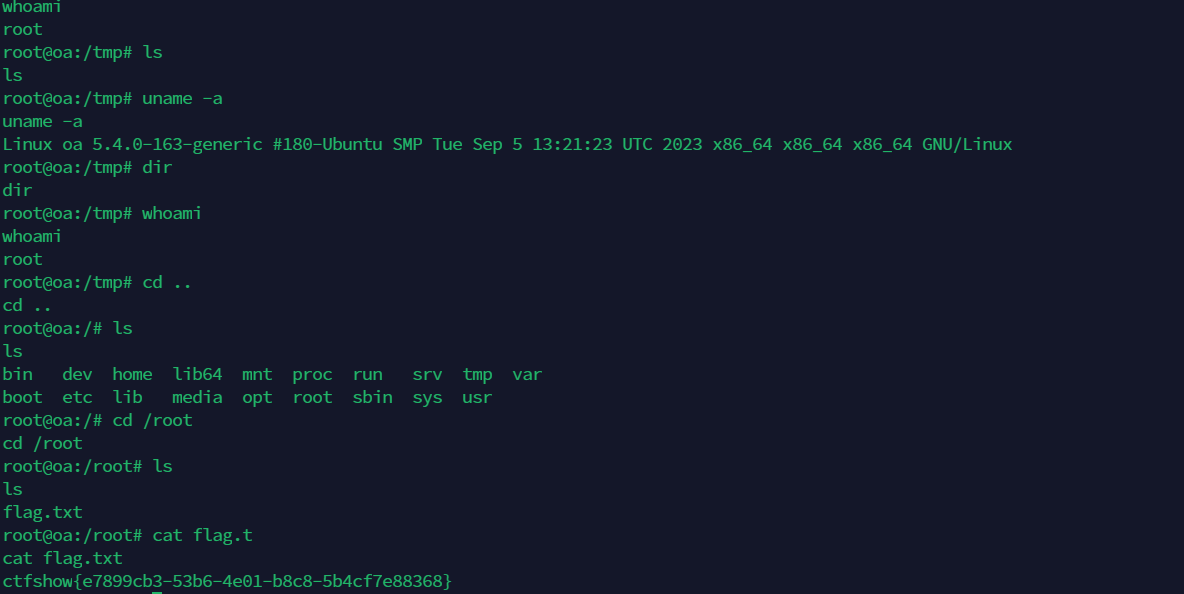 whoami
root
root@oa:/tmp# ls
ls
root@oa:/tmp# uname -a
uname -a
Linux oa 5.4.0-163-generic #180-Ubuntu SMP Tue Sep 5 13:21:23 UTC 2023 x86_64 x86_64 x86_64 GNU/Linux
root@oa:/tmp# dir
dir
root@oa:/tmp# whoami
whoami
root
root@oa:/tmp# cd ..
cd ..
root@oa:/# ls
ls
bin   dev  home  lib64  mnt  proc  run   srv  tmp  var
boot  etc  lib   media  opt  root  sbin  sys  usr
root@oa:/# cd /root
cd /root
root@oa:/root# ls
ls
flag.txt
root@oa:/root# cat flag.t
cat flag.txt
ctfshow{e7899cb3-53b6-4e01-b8c8-5b4cf7e88368}